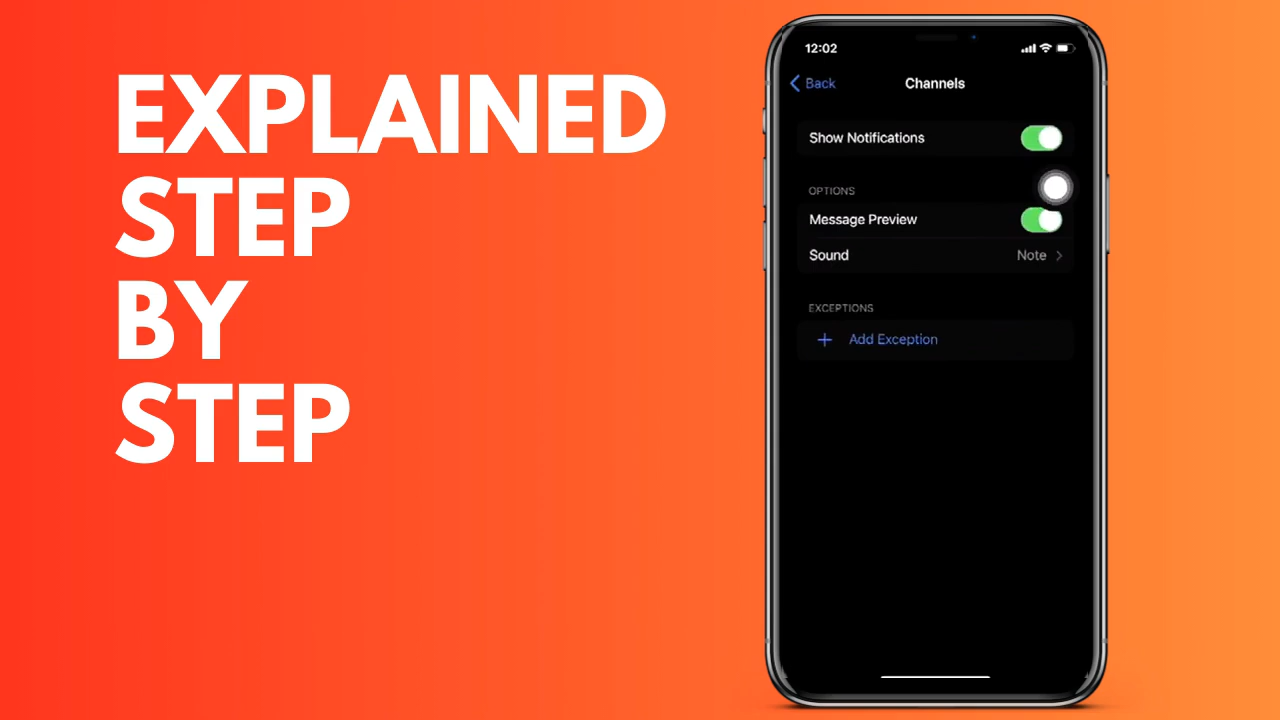 EXPLAINED
STEP
BY
STEP
12:02
Back
Channels
Show Notifications
OPTIONS
Message Preview
Sound
Note
EXCEPTIONS
+ Add Exception